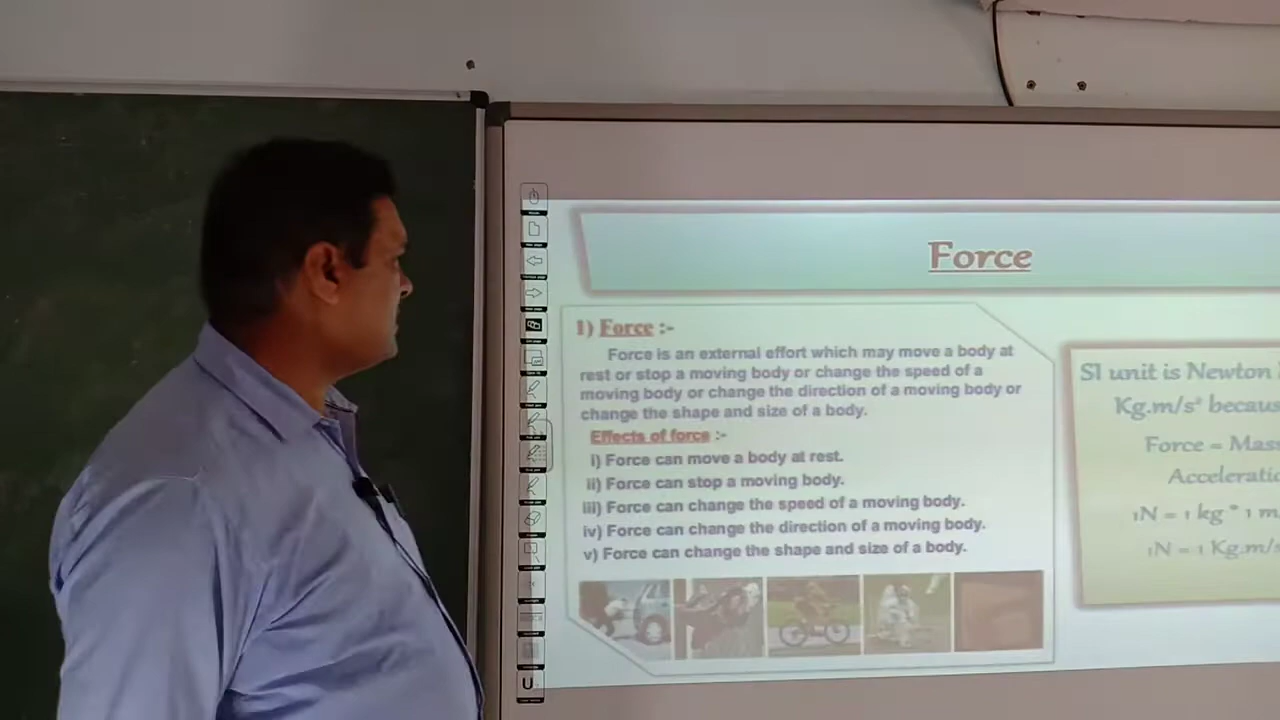 Force
1) Force :-
Force is an external effort which may move a body at
rest or stop a moving body or change the speed of a
moving body or change the direction of a moving body or
change the shape and size of a body.
Effects of force :-
i) Force can move a body at rest.
ii) Force can stop a moving body.
iii) Force can change the speed of a moving body.
iv) Force can change the direction of a moving body.
v) Force can change the shape and size of a body.
SI unit is Newton
Kg.m/s² becaus
Force = Mas
Acceleratio
1N = 1 kg * 1 m
1N = 1 Kg.m/s
U